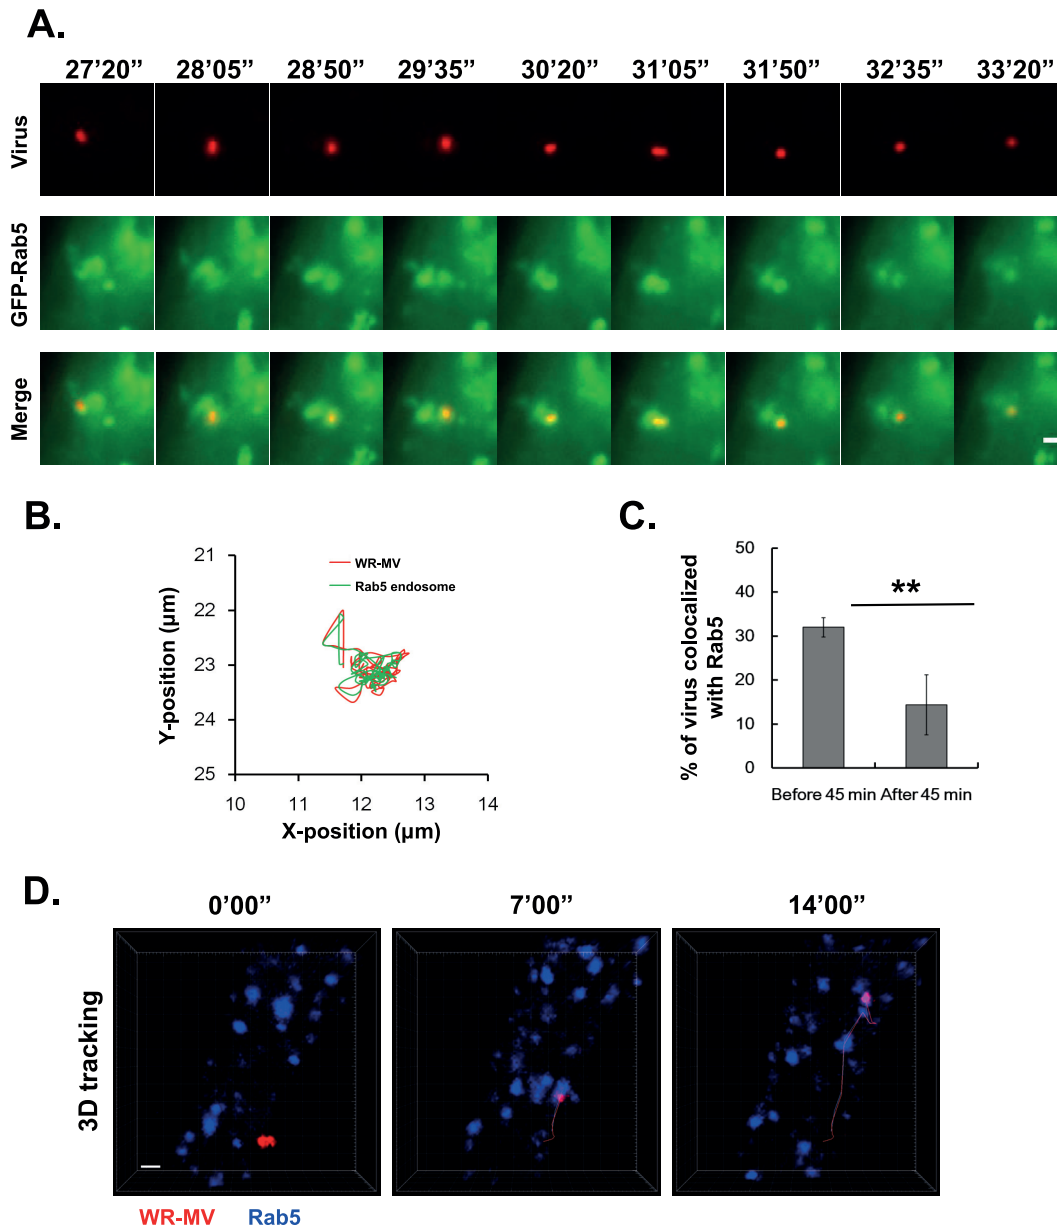 A.
27’20” 28’05” 28’50” 29’35” 30’20” 31’05” 31’50” 32’35” 33’20”
Virus
GFP-Rab5
Merge
B.
21
22
23
24
25
Y-position (µm)
WR-MV
Rab5 endosome
10 11 12 13 14
X-position (µm)
C.
50
40
30
20
10
0
% of virus colocalized
with Rab5
**
Before 45 min After 45 min
D.
0’00” 7’00” 14’00”
3D tracking
WR-MV Rab5